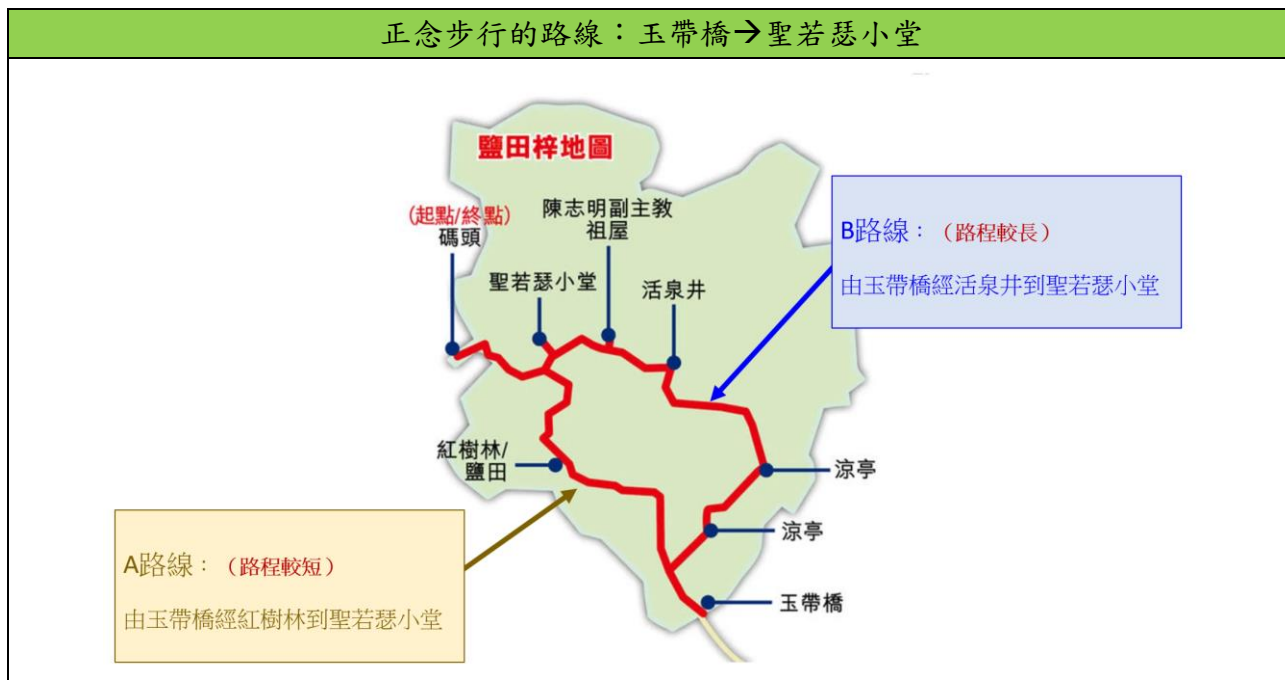 正念步行的路線：玉帶橋→聖若瑟小堂
鹽田梓地圖
(起點/終點)
碼頭
陳志明副主教
祖屋
聖若瑟小堂
活泉井
B路線：（路程較長）
由玉帶橋經活泉井到聖若瑟小堂
紅樹林/
鹽田
涼亭
涼亭
A路線：（路程較短）
由玉帶橋經紅樹林到聖若瑟小堂
玉帶橋